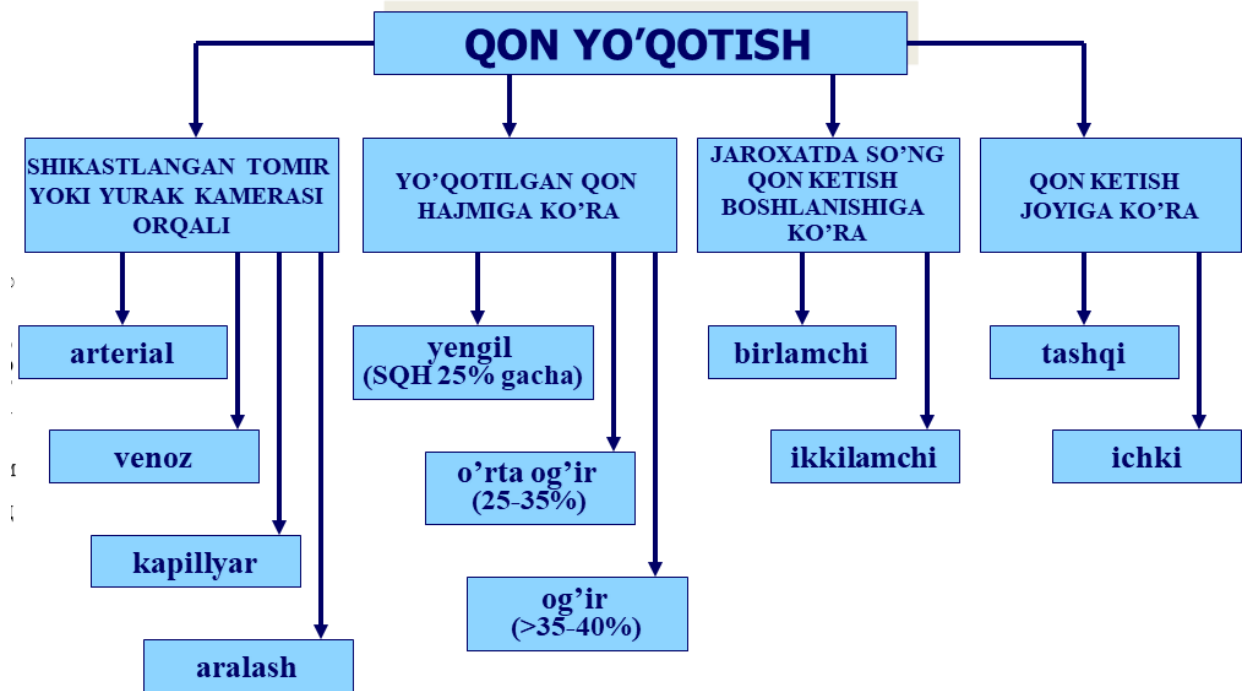 QON YO’QOTISH
SHIKASTLANGAN TOMIR
YOKI YURAK KAMERASI
ORQALI
YO’QOTILGAN QON
HAJMIGA KO’RA
JAROXATDA SO’NG
QON KETISH
BOSHLANISHIGA
KO’RA
QON KETISH
JOYIGA KO’RA
arterial
venoz
kapillyar
aralash
yengil
(SQH 25% gacha)
o’rta og’ir
(25-35%)
og’ir
(>35-40%)
birlamchi
ikkilamchi
tashqi
ichki